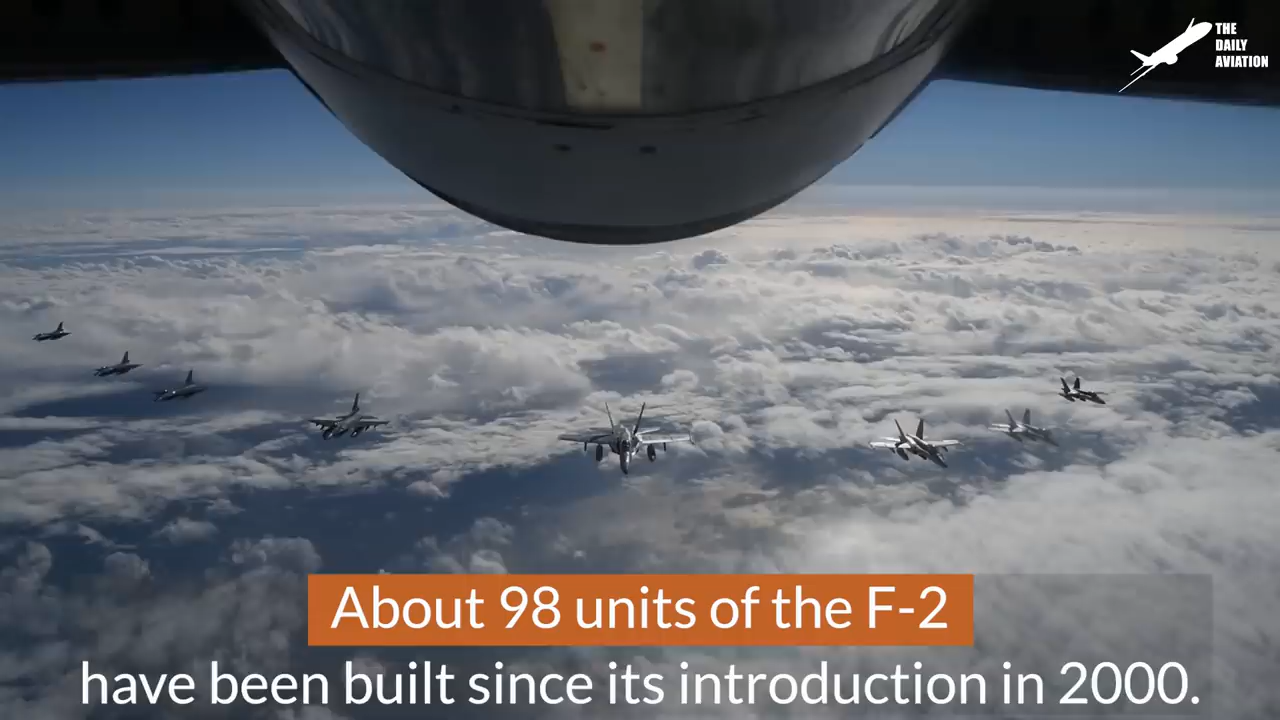 THE
DAILY
AVIATION
About 98 units of the F-2
have been built since its introduction in 2000.